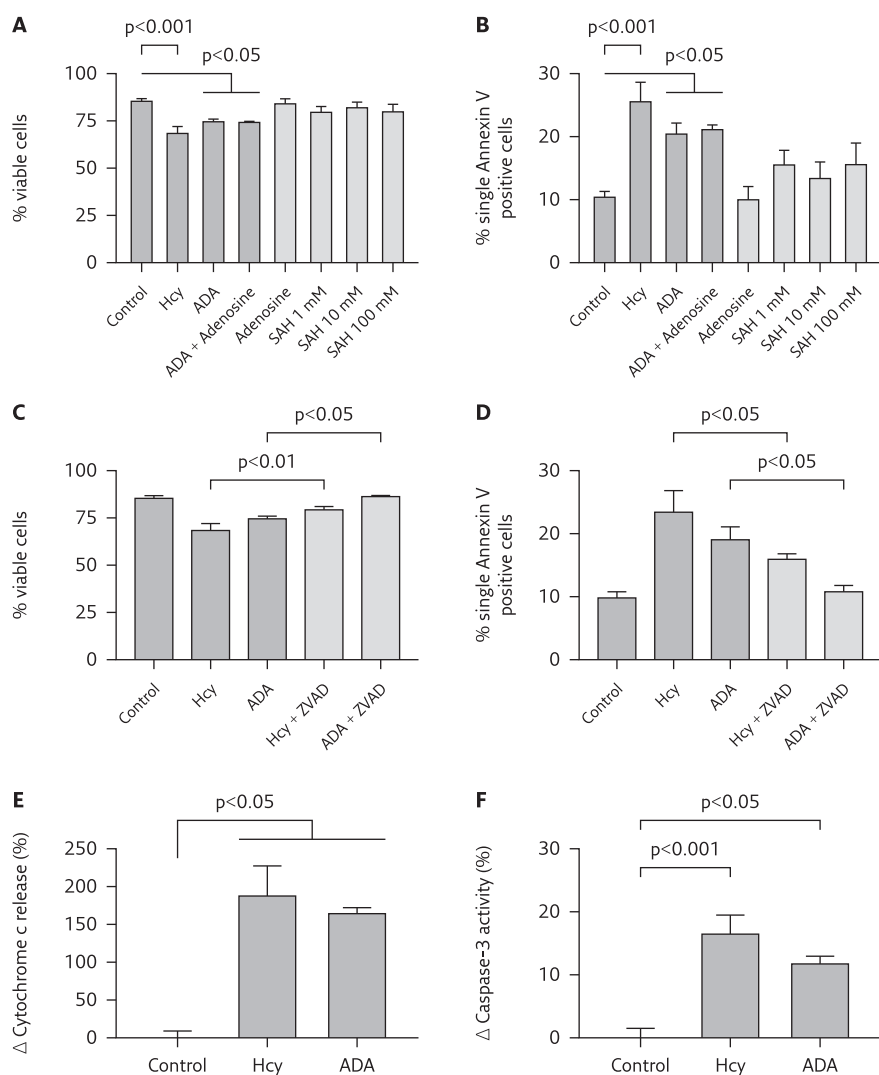 A
p<0.001
p<0.05
% viable cells
100
75
50
25
0
Control
Hcy
ADA
ADA + Adenosine
Adenosine
SAH 1 mM
SAH 10 mM
SAH 100 mM
B
p<0.001
p<0.05
% single Annexin V
positive cells
30
20
10
0
Control
Hcy
ADA
ADA + Adenosine
Adenosine
SAH 1 mM
SAH 10 mM
SAH 100 mM
C
p<0.05
p<0.01
% viable cells
100
75
50
25
0
Control
Hcy
ADA
Hcy + ZVAD
ADA + ZVAD
D
p<0.05
p<0.05
% single Annexin V
positive cells
30
20
10
0
Control
Hcy
ADA
Hcy + ZVAD
ADA + ZVAD
E
p<0.05
△ Cytochrome c release (%)
250
200
150
100
50
0
Control
Hcy
ADA
F
p<0.05
p<0.001
△ Caspase-3 activity (%)
30
20
10
0
Control
Hcy
ADA